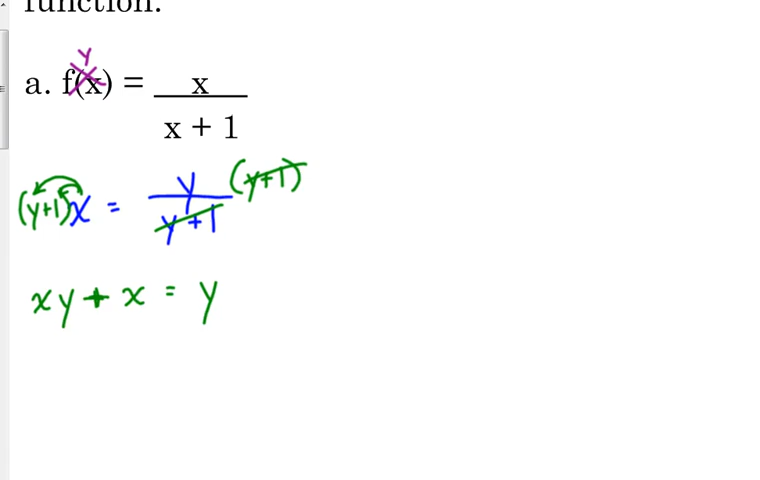 function.
y
a. f(x) = x
x + 1
(y+1)x = y (y+1)
y+1
xy + x = y